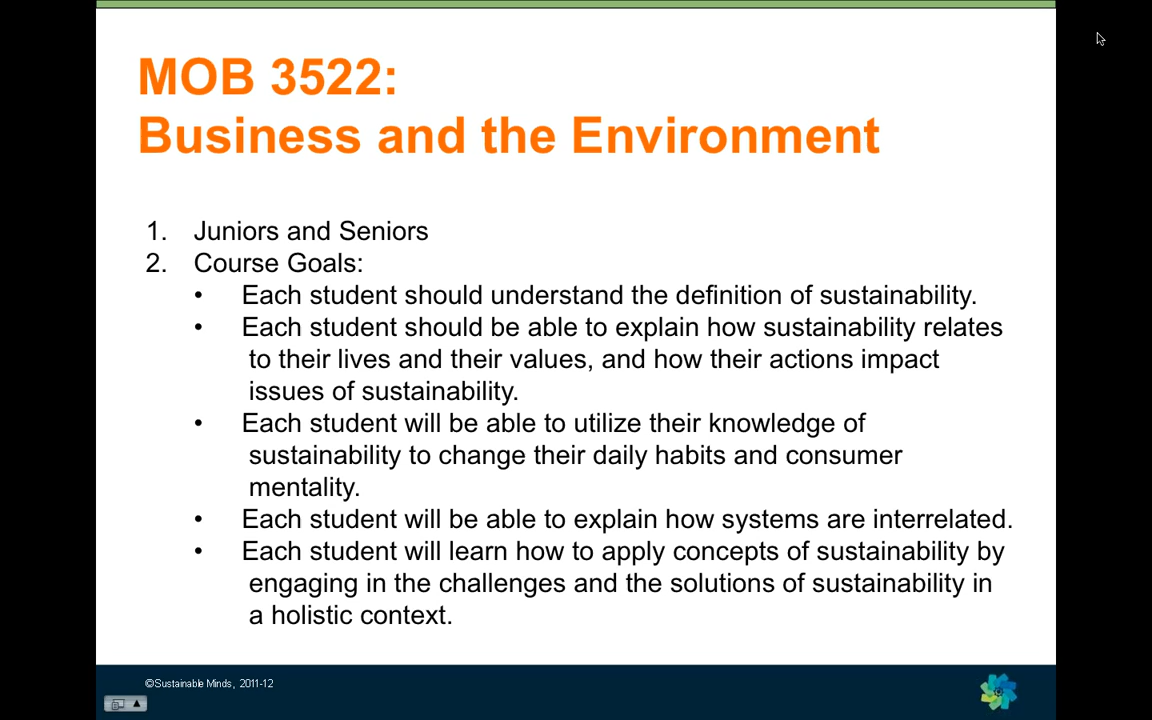 MOB 3522:
Business and the Environment
1. Juniors and Seniors
2. Course Goals:
• Each student should understand the definition of sustainability.
• Each student should be able to explain how sustainability relates
to their lives and their values, and how their actions impact
issues of sustainability.
• Each student will be able to utilize their knowledge of
sustainability to change their daily habits and consumer
mentality.
• Each student will be able to explain how systems are interrelated.
• Each student will learn how to apply concepts of sustainability by
engaging in the challenges and the solutions of sustainability in
a holistic context.
©Sustainable Minds, 2011-12